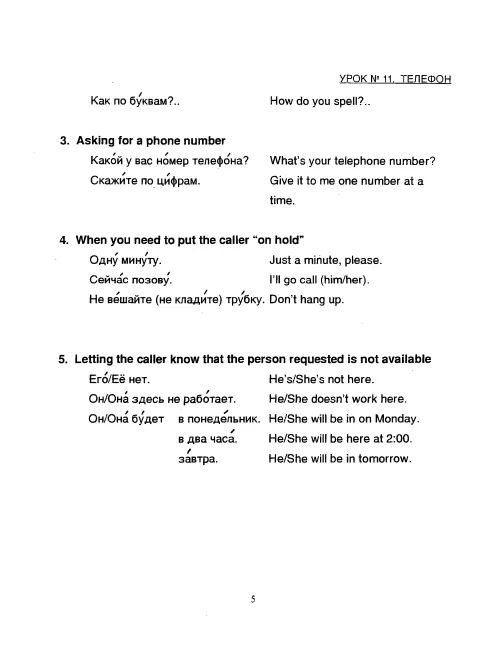 УРОК № 11. ТЕЛЕФОН
Как по бу́квам?.. How do you spell?..
3. Asking for a phone number
Како́й у вас но́мер телефо́на? What's your telephone number?
Скажи́те по ци́фрам. Give it to me one number at a
time.
4. When you need to put the caller "on hold"
Одну́ мину́ту. Just a minute, please.
Сейча́с позову́. I'll go call (him/her).
Не ве́шайте (не клади́те) тру́бку. Don't hang up.
5. Letting the caller know that the person requested is not available
Его́/Её нет. He's/She's not here.
Он/Она́ здесь не рабо́тает. He/She doesn't work here.
Он/Она́ бу́дет в понеде́льник. He/She will be in on Monday.
в два часа́. He/She will be here at 2:00.
за́втра. He/She will be in tomorrow.
5